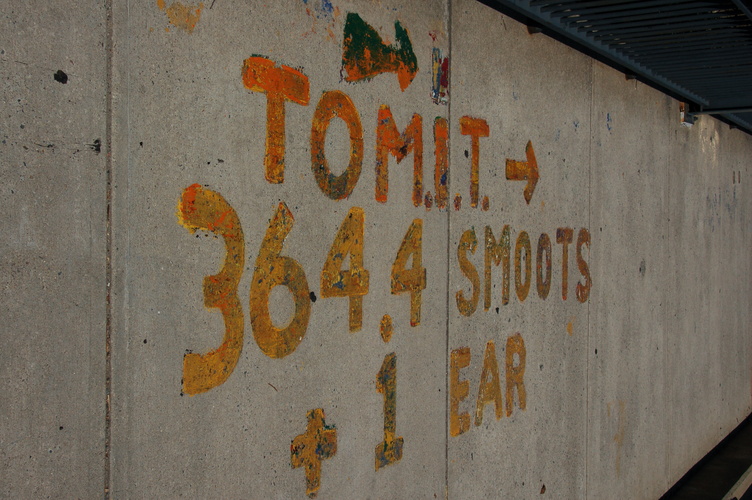 TO M.I.T. →
364.4 SMOOTS
+ 1 EAR